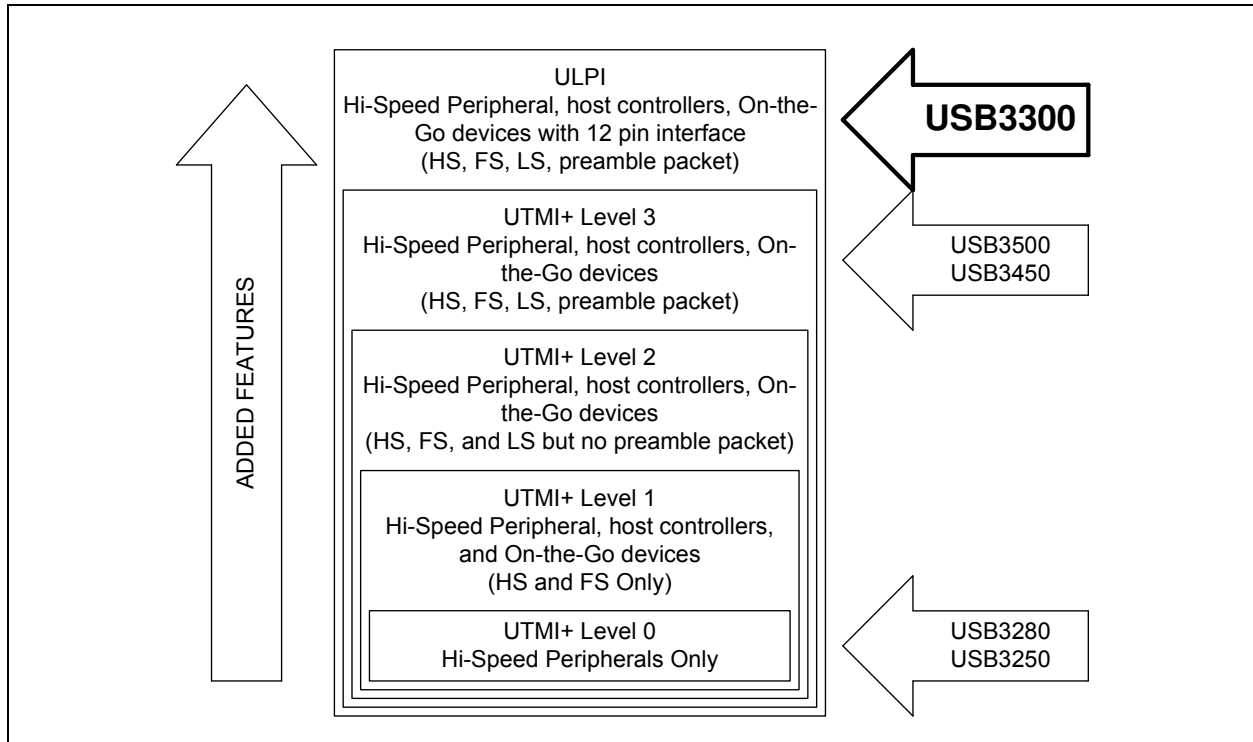 ULPI
Hi-Speed Peripheral, host controllers, On-the-
Go devices with 12 pin interface
(HS, FS, LS, preamble packet)
USB3300
UTMI+ Level 3
Hi-Speed Peripheral, host controllers, On-
the-Go devices
(HS, FS, LS, preamble packet)
USB3500
USB3450
ADDED FEATURES
UTMI+ Level 2
Hi-Speed Peripheral, host controllers, On-
the-Go devices
(HS, FS, and LS but no preamble packet)
UTMI+ Level 1
Hi-Speed Peripheral, host controllers,
and On-the-Go devices
(HS and FS Only)
UTMI+ Level 0
Hi-Speed Peripherals Only
USB3280
USB3250